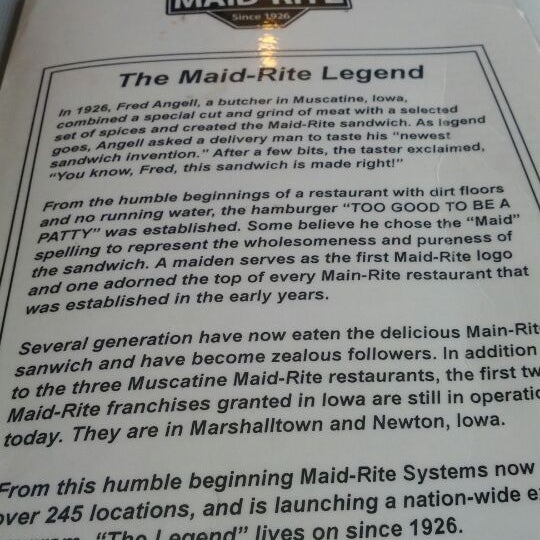 MAID-RITE
Since 1926
The Maid-Rite Legend
In 1926, Fred Angell, a butcher in Muscatine, Iowa,
combined a special cut and grind of meat with a selected
set of spices and created the Maid-Rite sandwich. As legend
goes, Angell asked a delivery man to taste his "newest
sandwich invention." After a few bits, the taster exclaimed,
"You know, Fred, this sandwich is made right!"
From the humble beginnings of a restaurant with dirt floors
and no running water, the hamburger "TOO GOOD TO BE A
PATTY" was established. Some believe he chose the "Maid"
spelling to represent the wholesomeness and pureness of
the sandwich. A maiden serves as the first Maid-Rite logo
and one adorned the top of every Main-Rite restaurant that
was established in the early years.
Several generation have now eaten the delicious Main-Rit
sanwich and have become zealous followers. In addition
to the three Muscatine Maid-Rite restaurants, the first tw
Maid-Rite franchises granted in Iowa are still in operatio
today. They are in Marshalltown and Newton, Iowa.
From this humble beginning Maid-Rite Systems now
over 245 locations, and is launching a nation-wide e
"The Legend" lives on since 1926.